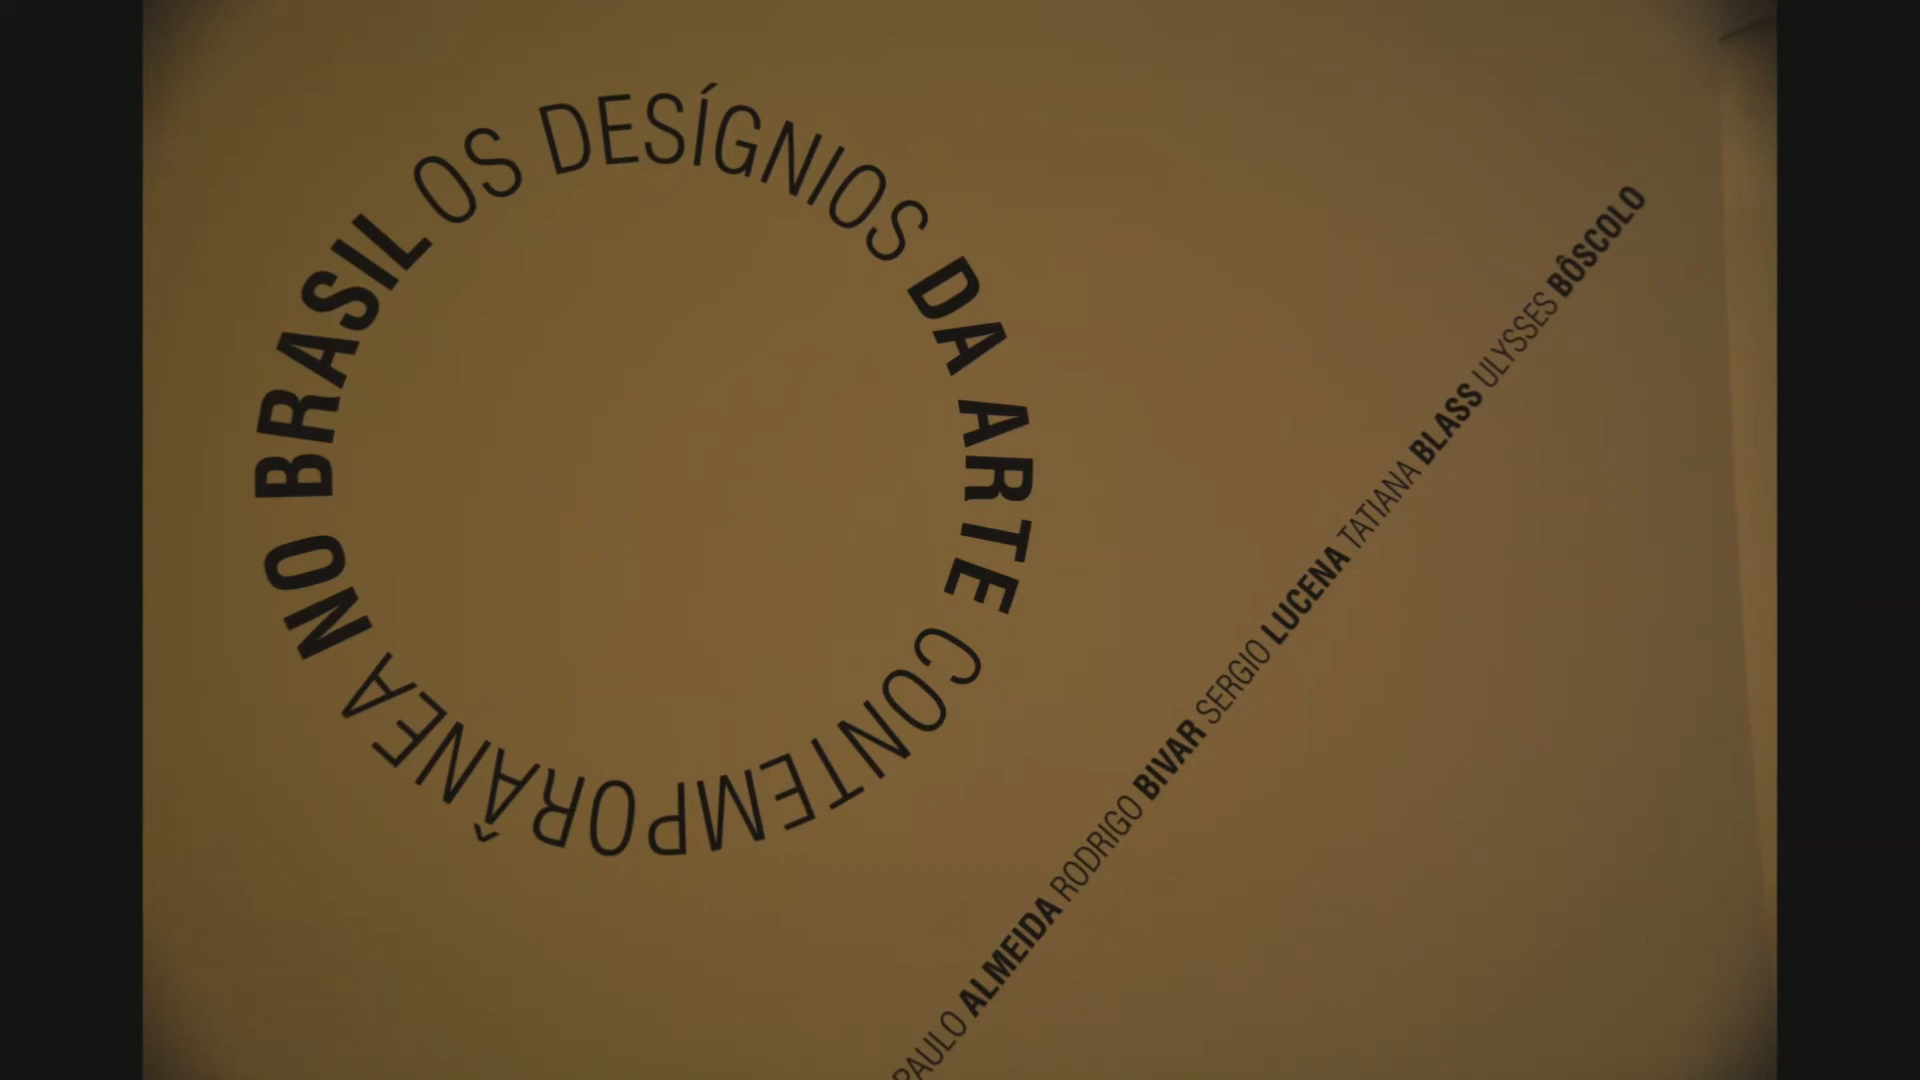 OS DESÍGNIOS DA ARTE CONTEMPORÂNEA NO BRASIL
PAULO ALMEIDA RODRIGO BIVAR SERGIO LUCENA TATIANA BLASS ULYSSES BÔSCOLO